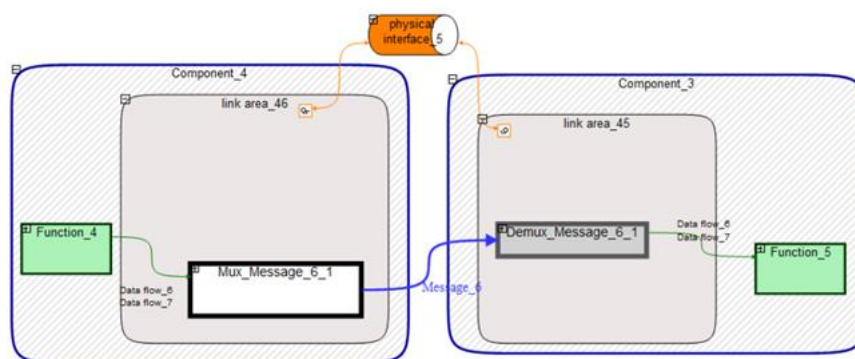 physical
interface_5
Component_4
Component_3
link area_46
link area_45
Function_4
Demux_Message_6_1
Data flow_6
Data flow_7
Function_5
Mux_Message_6_1
Data flow_6
Data flow_7
Message_6